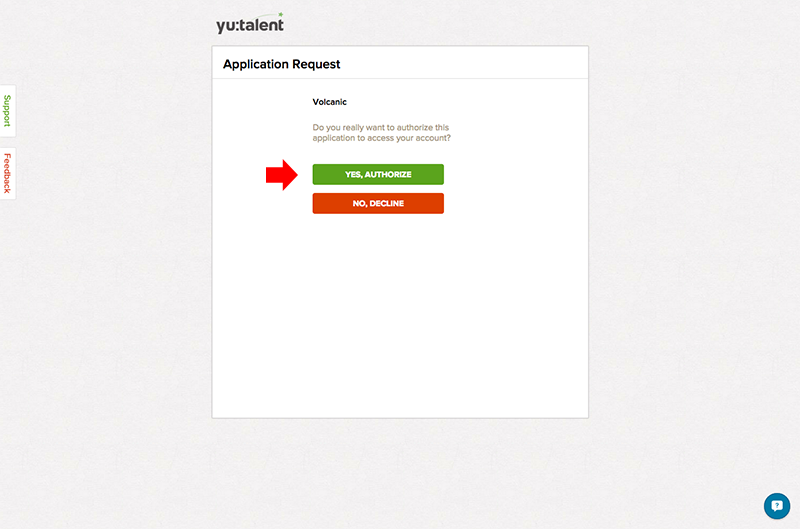 yu:talent
Application Request
Support
Feedback
Volcanic
Do you really want to authorize this
application to access your account?
YES, AUTHORIZE
NO, DECLINE
?